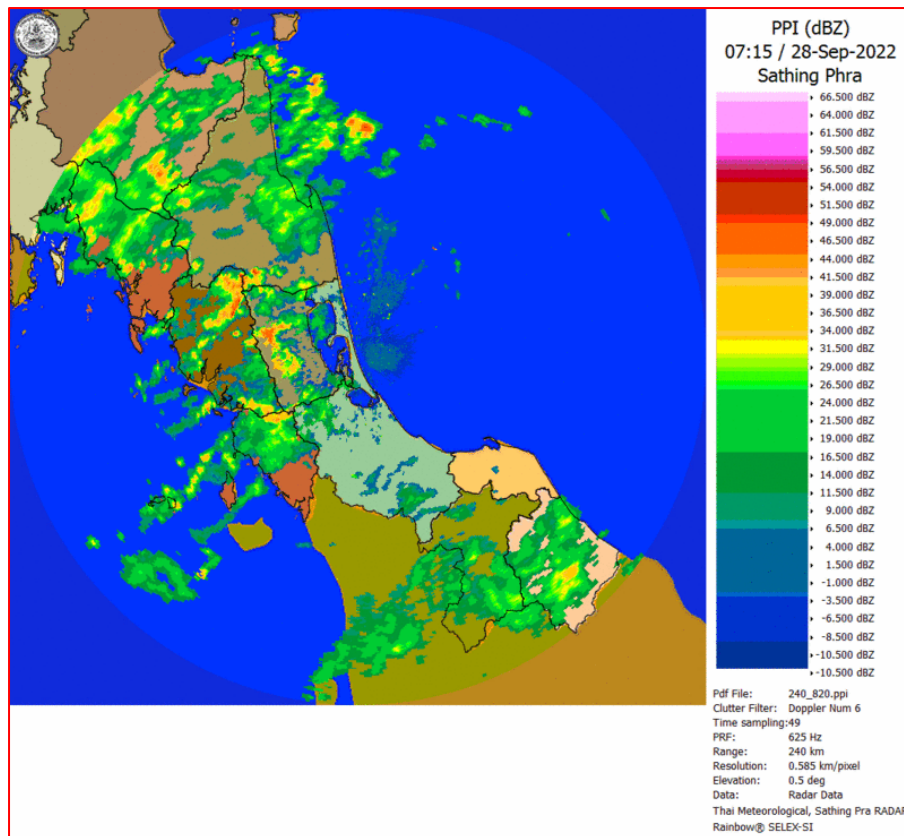 PPI (dBZ)
07:15 / 28-Sep-2022
Sathing Phra
66.500 dBZ
64.000 dBZ
61.500 dBZ
59.500 dBZ
56.500 dBZ
54.000 dBZ
51.500 dBZ
49.000 dBZ
46.500 dBZ
44.000 dBZ
41.500 dBZ
39.000 dBZ
36.500 dBZ
34.000 dBZ
31.500 dBZ
29.000 dBZ
26.500 dBZ
24.000 dBZ
21.500 dBZ
19.000 dBZ
16.500 dBZ
14.000 dBZ
11.500 dBZ
9.000 dBZ
6.500 dBZ
4.000 dBZ
1.500 dBZ
-1.000 dBZ
-3.500 dBZ
-6.500 dBZ
-8.500 dBZ
-10.500 dBZ
-10.500 dBZ
Pdf File: 240_820.ppi
Clutter Filter: Doppler Num 6
Time sampling:49
PRF: 625 Hz
Range: 240 km
Resolution: 0.585 km/pixel
Elevation: 0.5 deg
Data: Radar Data
Thai Meteorological, Sathing Pra RADAR
Rainbow® SELEX-SI